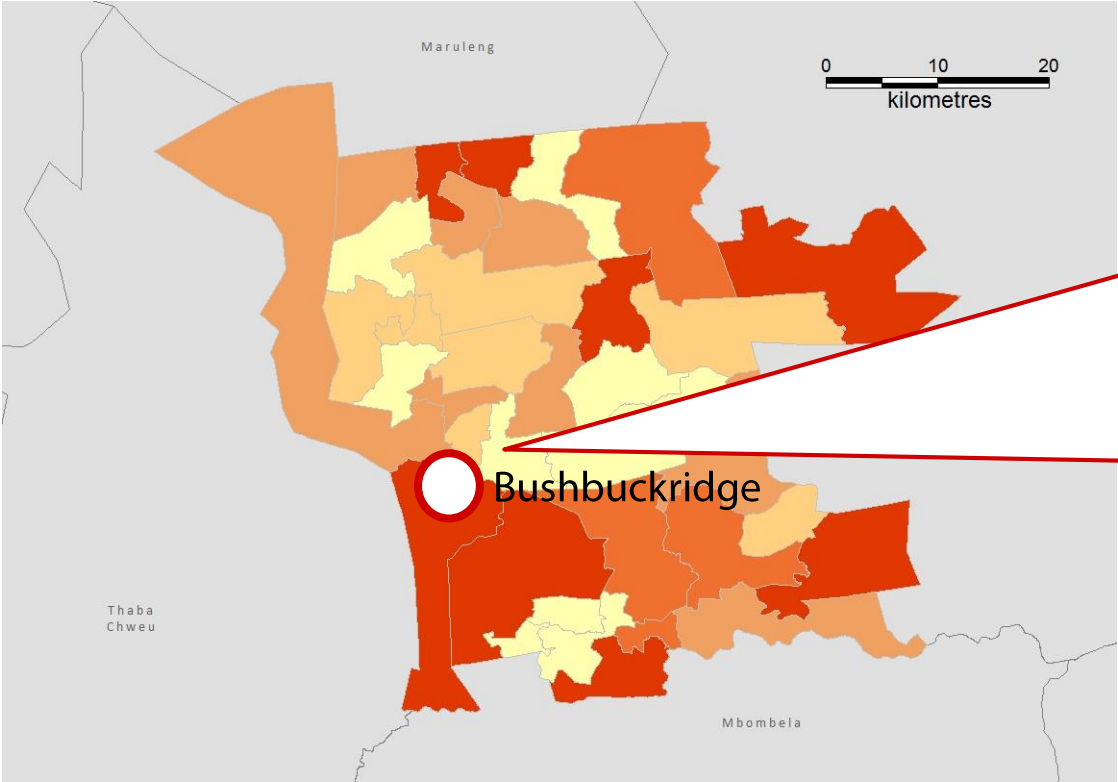 Maruleng
0 10 20
kilometres
Bushbuckridge
Thaba
Chweu
Mbombela